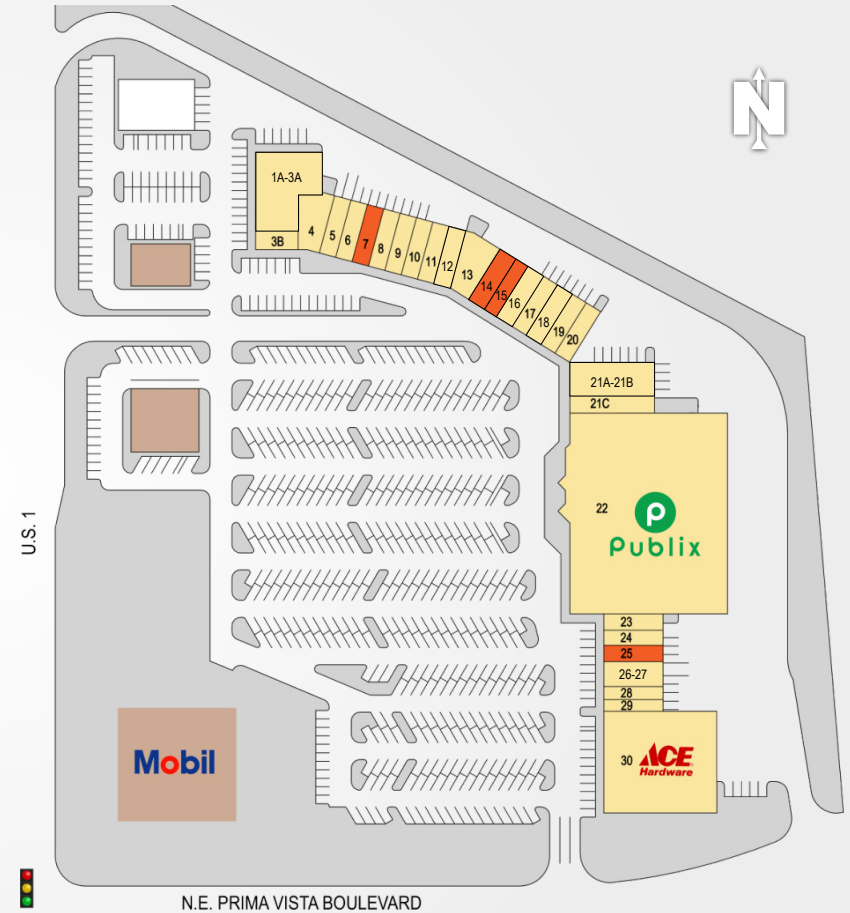 N
1A-3A
3B
4
5
6
7
8
9
10
11
12
13
14
15
16
17
18
19
20
21A-21B
21C
22
P
Publix
U.S. 1
23
24
25
26-27
28
29
30
ACE
Hardware
Mobil
N.E. PRIMA VISTA BOULEVARD